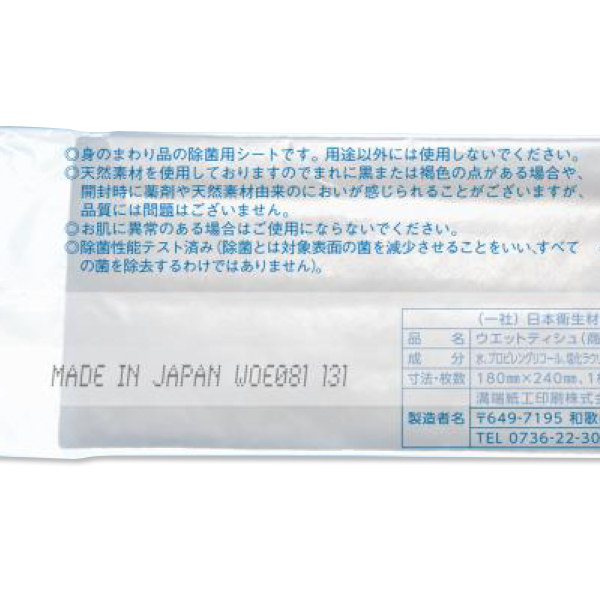 ◎身のまわり品の除菌用シートです。用途以外には使用しないでください。
◎天然素材を使用しておりますのでまれに黒または褐色の点がある場合や、
開封時に薬剤や天然素材由来のにおいが感じられることがございますが、
品質には問題はございません。
◎お肌に異常のある場合はご使用にならないでください。
◎除菌性能テスト済み(除菌とは対象表面の菌を減少させることをいい、すべて
の菌を除去するわけではありません)。
(一社)日本衛生材
品 名 ウエットティシュ(商
成 分 水、プロピレングリコール、塩化ラウリ
寸法・枚数 180mm×240mm、1
製造者名 溝端紙工印刷株式会
〒649-7195 和歌
TEL 0736-22-30
MADE IN JAPAN WOE081 131